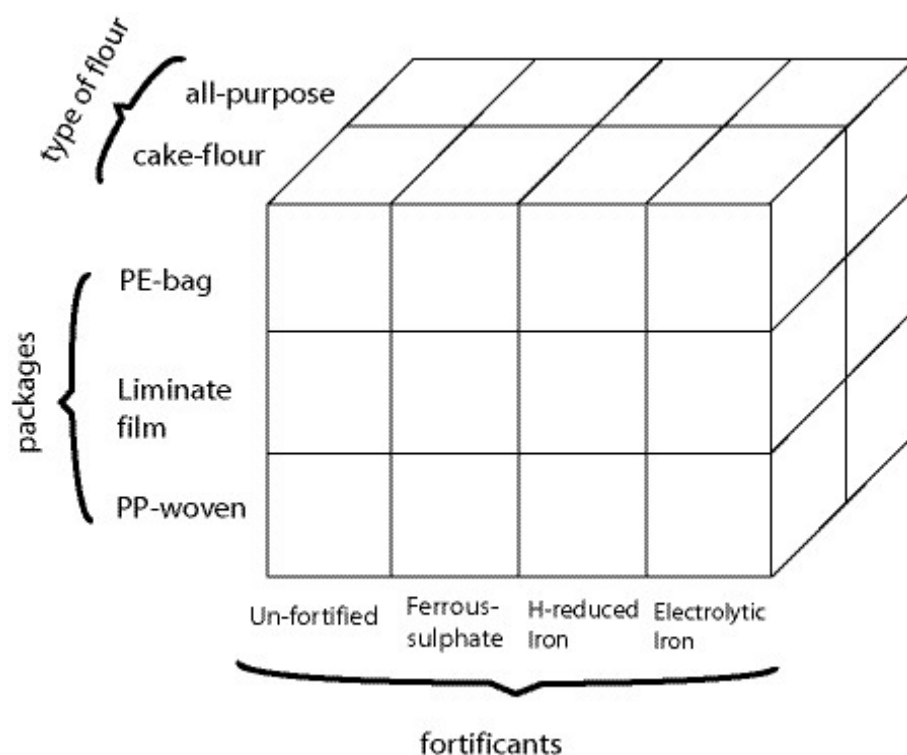 type of flour
all-purpose
cake-flour
packages
PE-bag
Liminate
film
PP-woven
Un-fortified
Ferrous-
sulphate
H-reduced
Iron
Electrolytic
Iron
fortificants